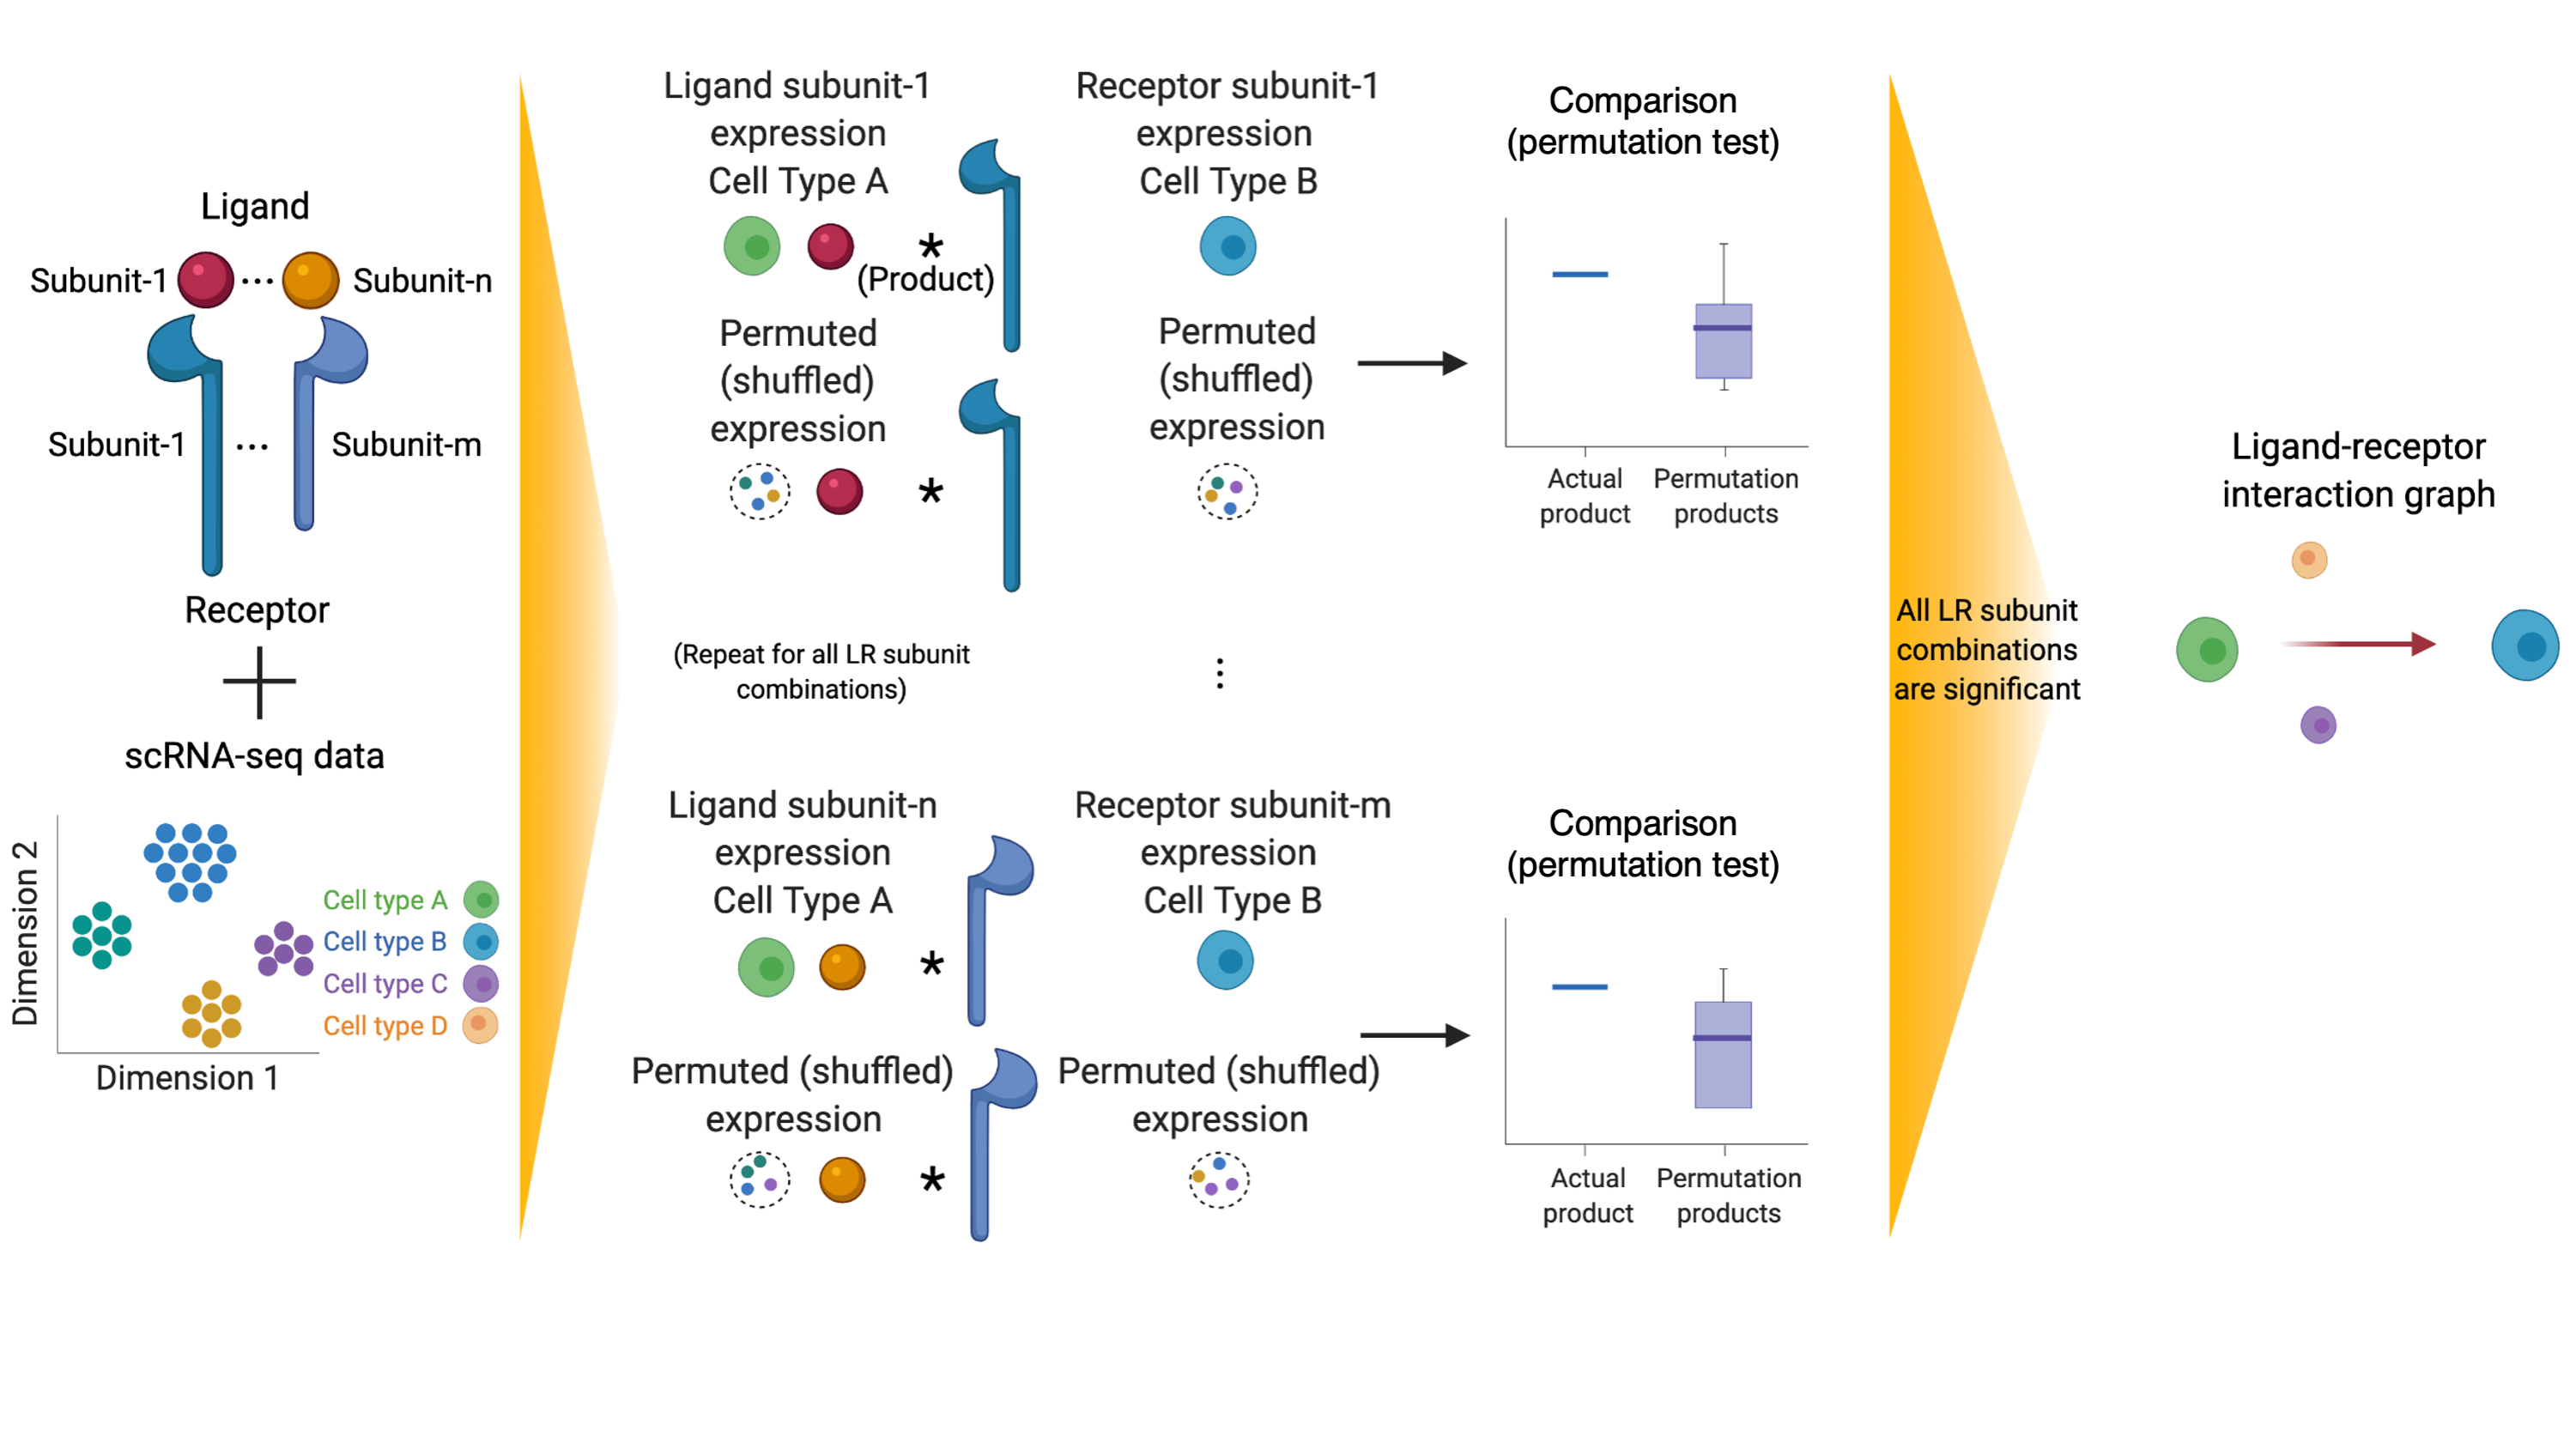 Ligand
Subunit-1 ... Subunit-n
Subunit-1 ... Subunit-m
Receptor
+
scRNA-seq data
Dimension 2
Dimension 1
Cell type A
Cell type B
Cell type C
Cell type D
Ligand subunit-1
expression
Cell Type A
*
(Product)
Receptor subunit-1
expression
Cell Type B
Permuted
(shuffled)
expression
*
Permuted
(shuffled)
expression
Comparison
(permutation test)
Actual
product
Permutation
products
(Repeat for all LR subunit
combinations)
⋮
Ligand subunit-n
expression
Cell Type A
*
Receptor subunit-m
expression
Cell Type B
Permuted (shuffled)
expression
*
Permuted (shuffled)
expression
Comparison
(permutation test)
Actual
product
Permutation
products
All LR subunit
combinations
are significant
Ligand-receptor
interaction graph